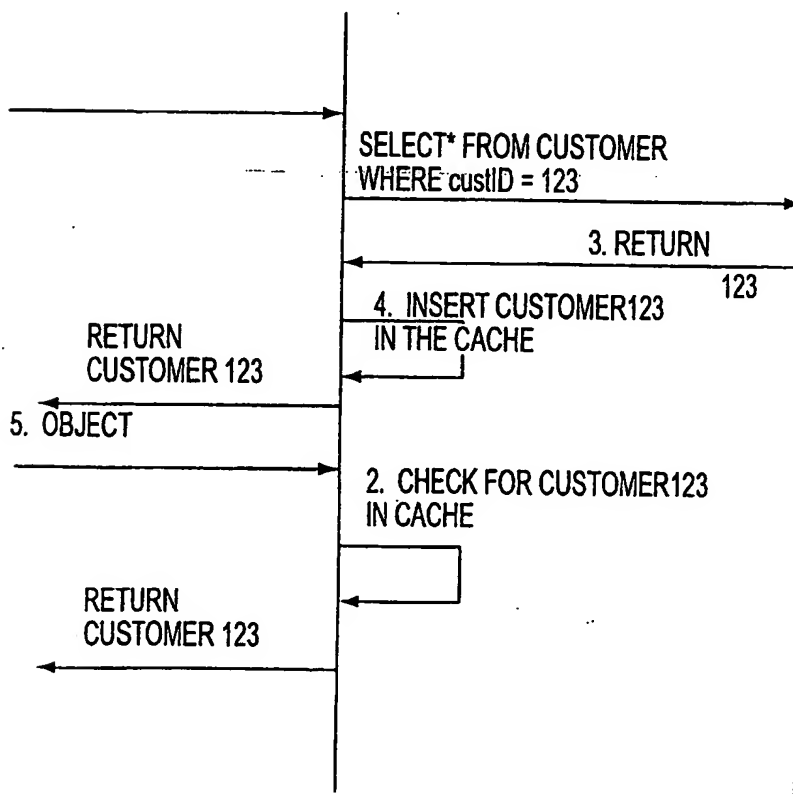 SELECT* FROM CUSTOMER
WHERE custID = 123
3. RETURN
123
4. INSERT CUSTOMER123
IN THE CACHE
RETURN
CUSTOMER 123
5. OBJECT
2. CHECK FOR CUSTOMER123
IN CACHE
RETURN
CUSTOMER 123